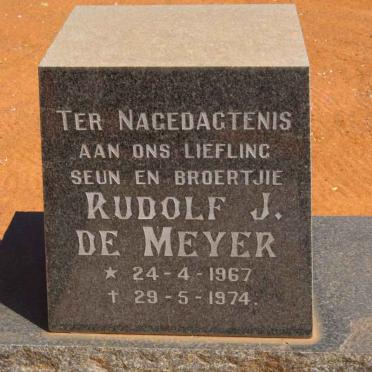 TER NAGEDAGTENIS
AAN ONS LIEFLING
SEUN EN BROERTJIE
RUDOLF J.
DE MEYER
★ 24-4-1967
† 29-5-1974.